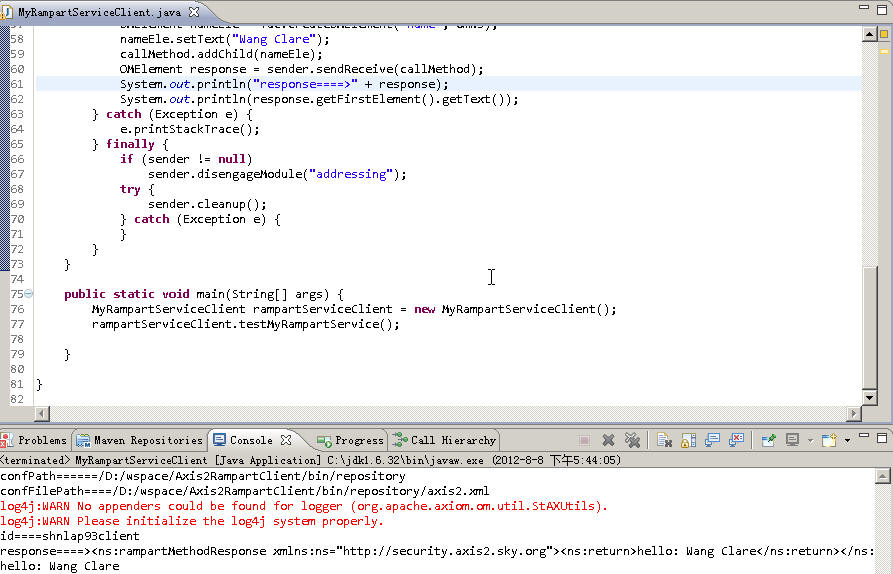 MyRampartServiceClient.java
58 nameEle.setText("Wang Clare");
59 callMethod.addChild(nameEle);
60 OMElement response = sender.sendReceive(callMethod);
61 System.out.println("response====>" + response);
62 System.out.println(response.getFirstElement().getText());
63 } catch (Exception e) {
64 e.printStackTrace();
65 } finally {
66 if (sender != null)
67 sender.disengageModule("addressing");
68 try {
69 sender.cleanup();
70 } catch (Exception e) {
71 }
72 }
73 }
74
75 public static void main(String[] args) {
76 MyRampartServiceClient rampartServiceClient = new MyRampartServiceClient();
77 rampartServiceClient.testMyRampartService();
78
79 }
80
81 }
82
Problems Maven Repositories Console Progress Call Hierarchy
<terminated> MyRampartServiceClient [Java Application] C:\jdk1.6.32\bin\javaw.exe (2012-8-8 下午5:44:05)
confPath======/D:/wspace/Axis2RampartClient/bin/repository
confFilePath====/D:/wspace/Axis2RampartClient/bin/repository/axis2.xml
log4j:WARN No appenders could be found for logger (org.apache.axiom.om.util.StAXUtils).
log4j:WARN Please initialize the log4j system properly.
id====shnlap93client
response====><ns:rampartMethodResponse xmlns:ns="http://security.axis2.sky.org"><ns:return>hello: Wang Clare</ns:return></ns:
hello: Wang Clare